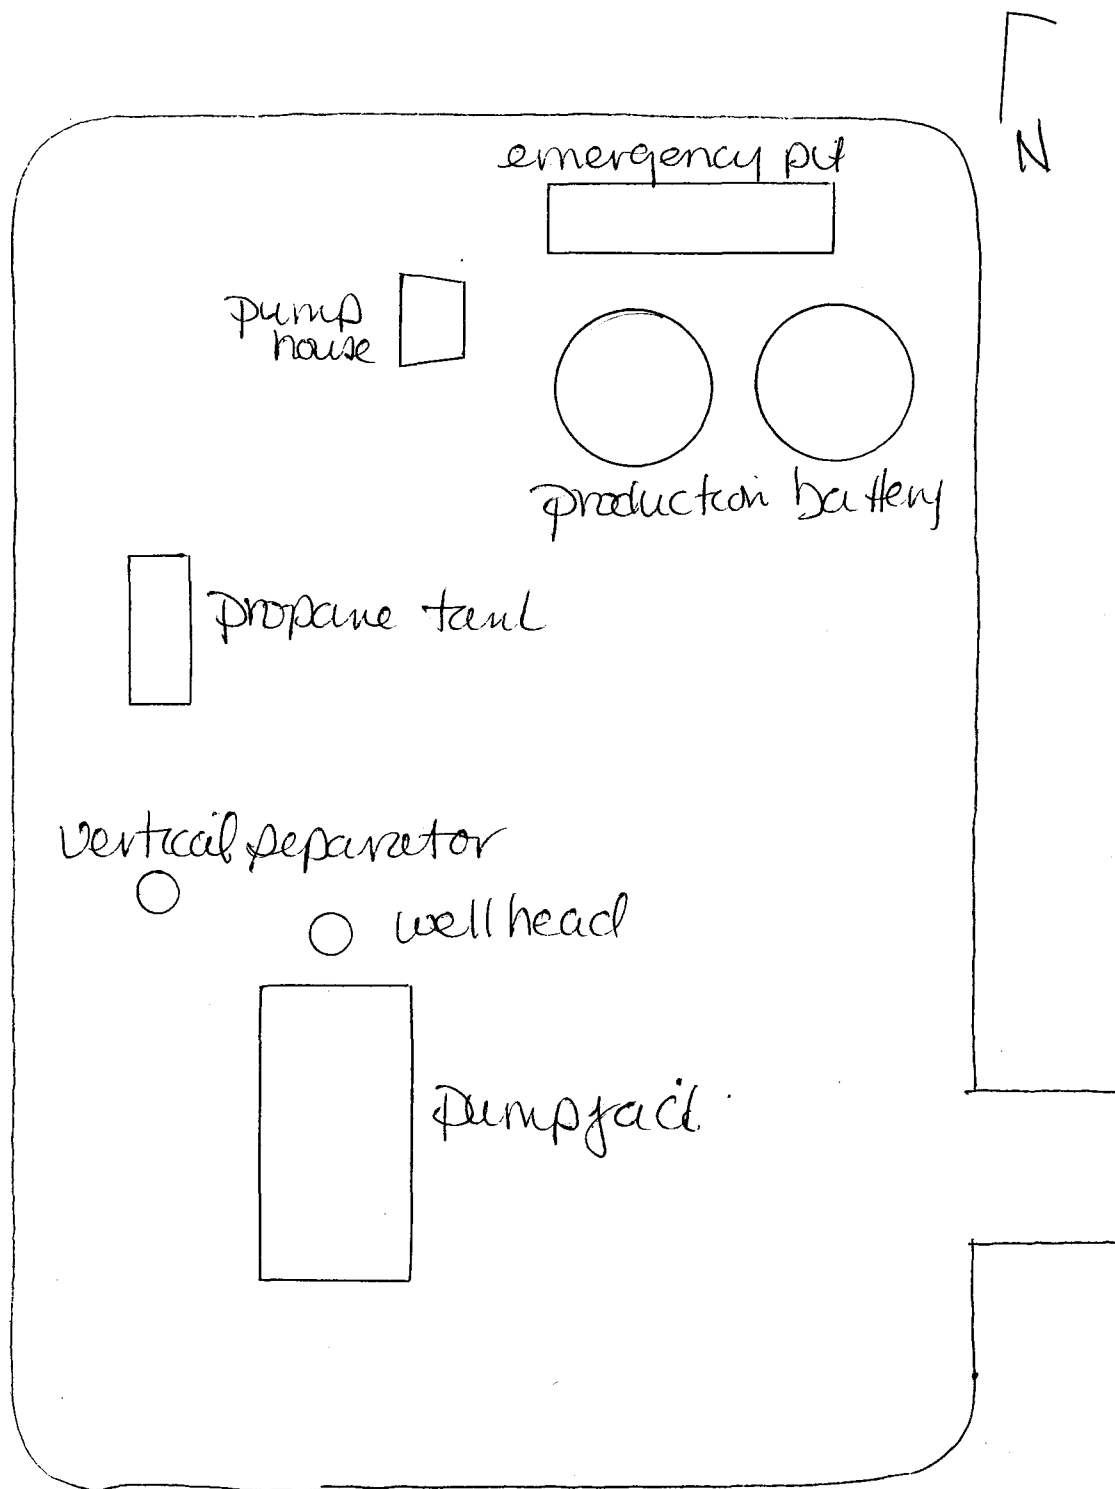 N
emergency pit
pump
house
production battery
propane tank
vertical separator
wellhead
pumpjack